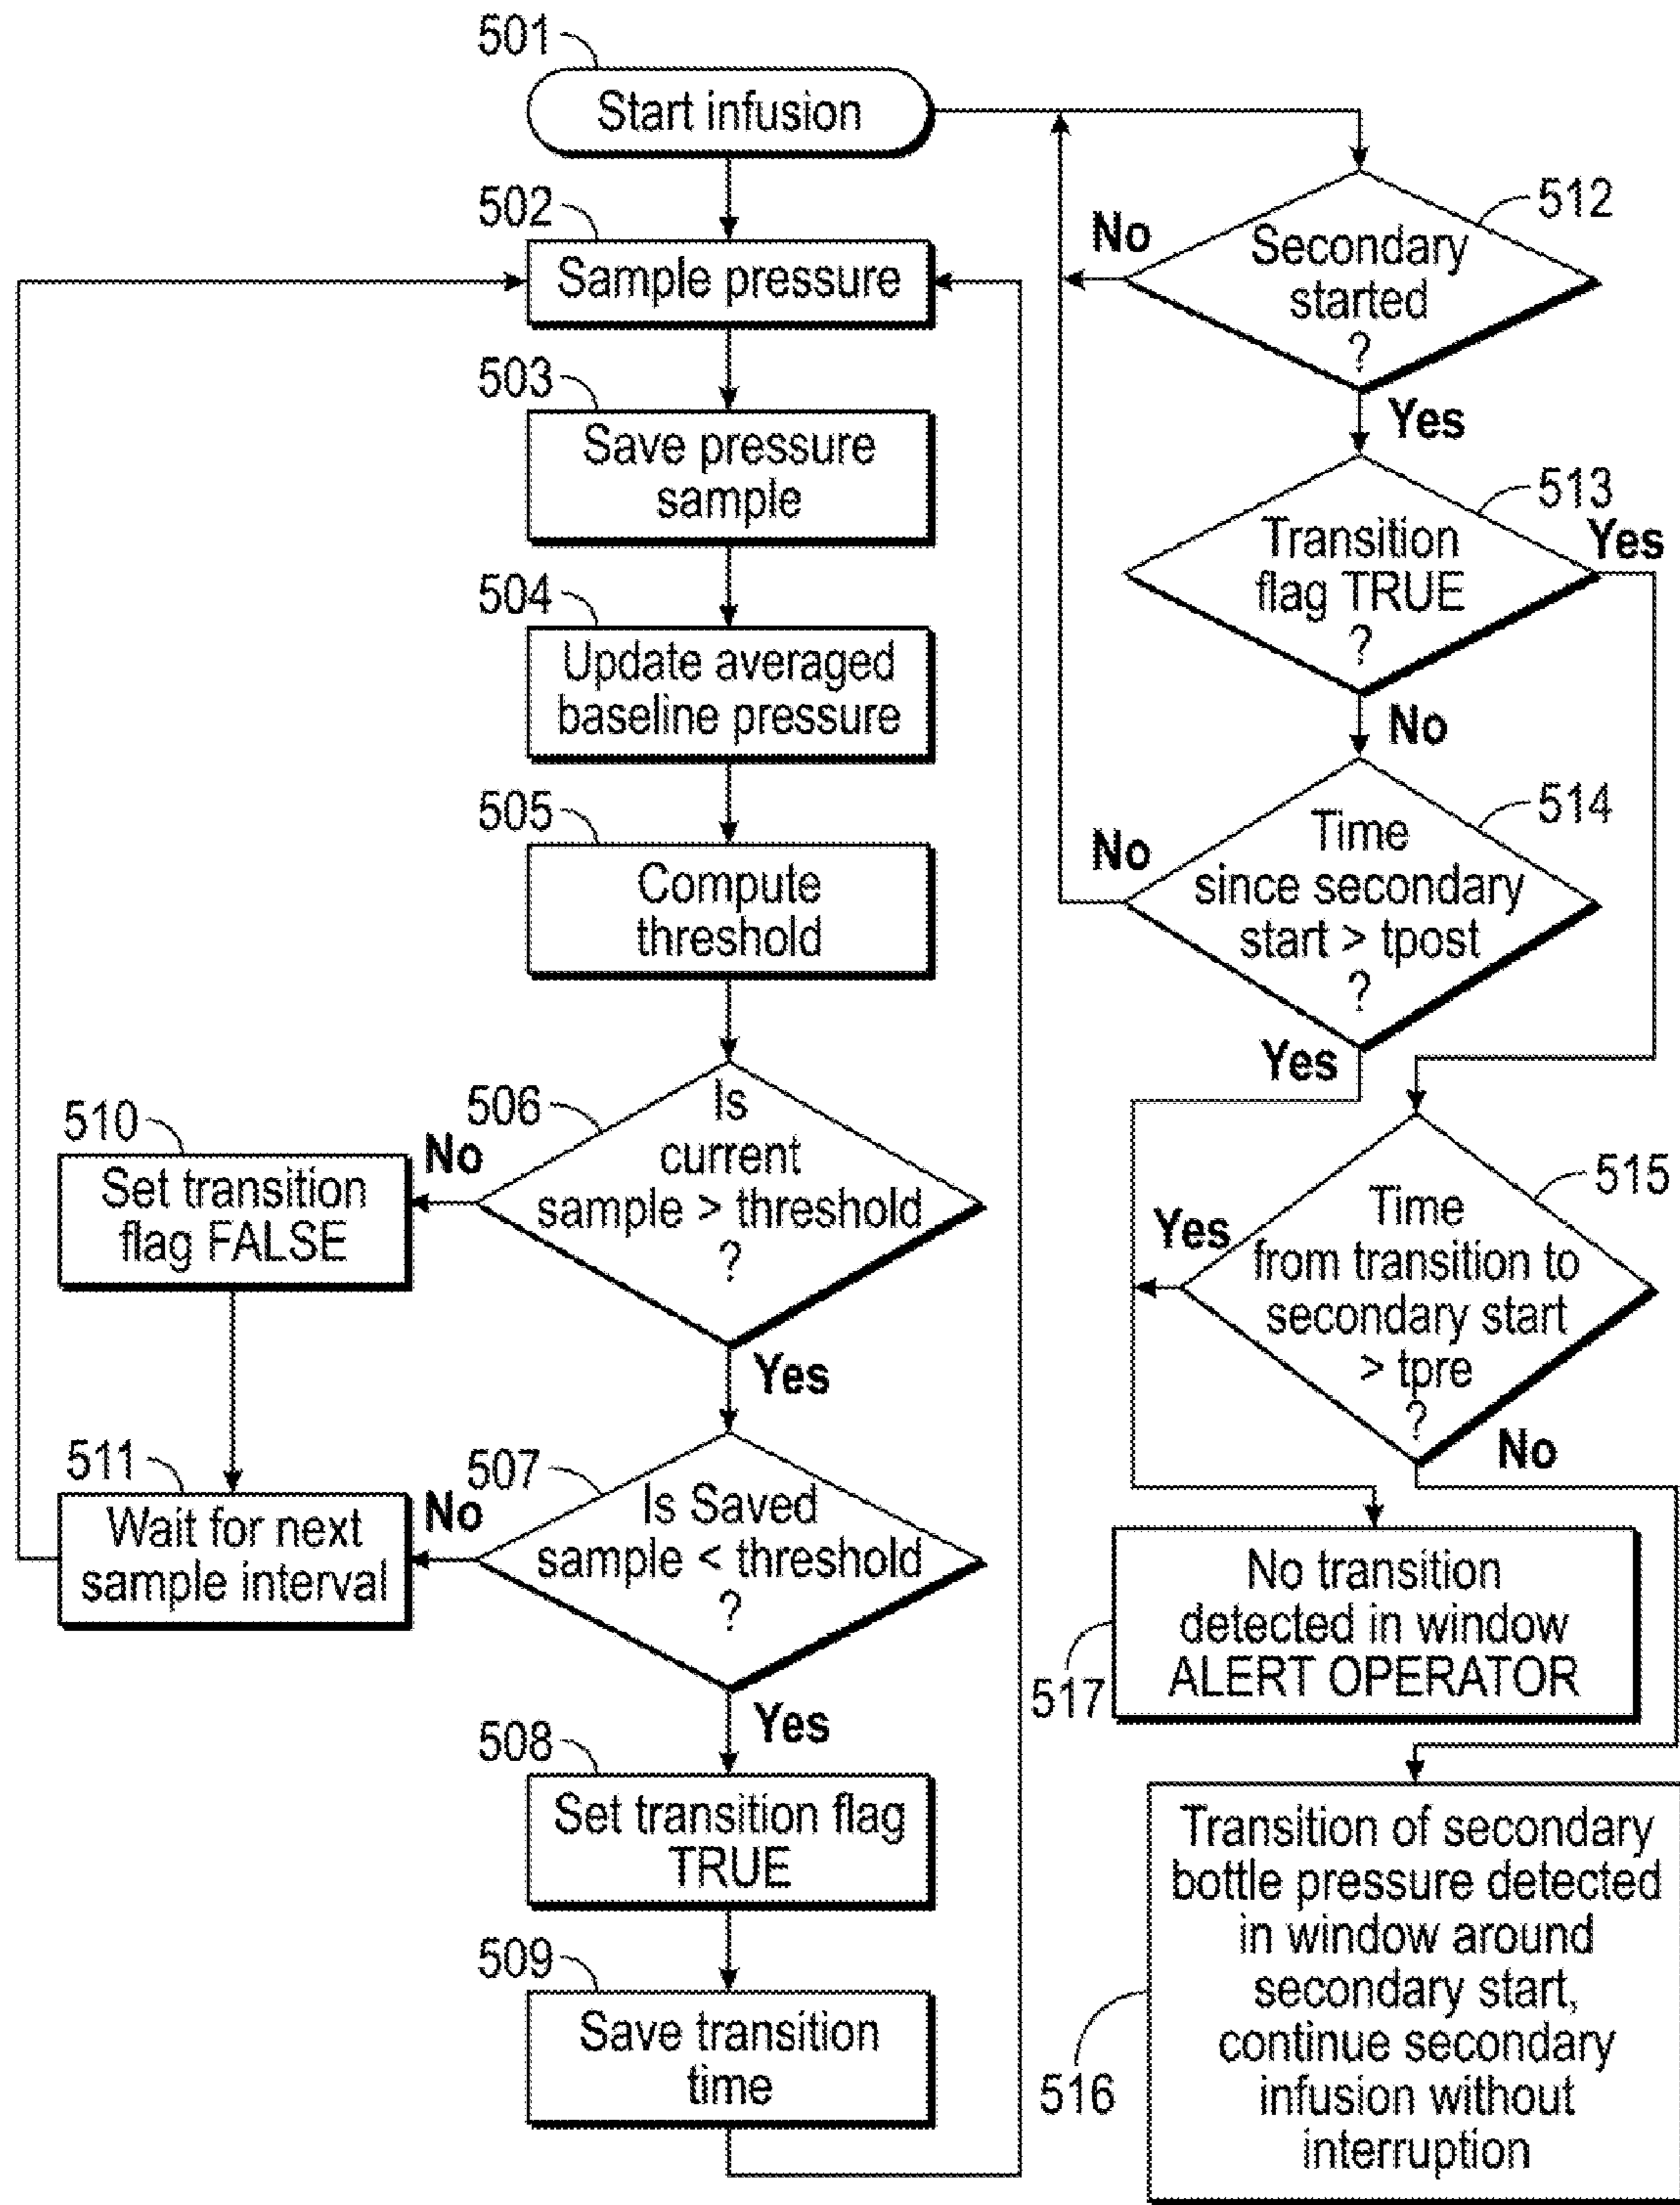 501
Start infusion
502
Sample pressure
503
Save pressure
sample
504
Update averaged
baseline pressure
505
Compute
threshold
506
Is
current
sample > threshold
?
No
Yes
510
Set transition
flag FALSE
511
Wait for next
sample interval
507
Is Saved
sample < threshold
?
No
Yes
508
Set transition flag
TRUE
509
Save transition
time
512
Secondary
started
?
No
Yes
513
Transition
flag TRUE
?
Yes
No
514
Time
since secondary
start > tpost
?
No
Yes
515
Time
from transition to
secondary start
> tpre
?
Yes
No
517
No transition
detected in window
ALERT OPERATOR
516
Transition of secondary
bottle pressure detected
in window around
secondary start,
continue secondary
infusion without
interruption